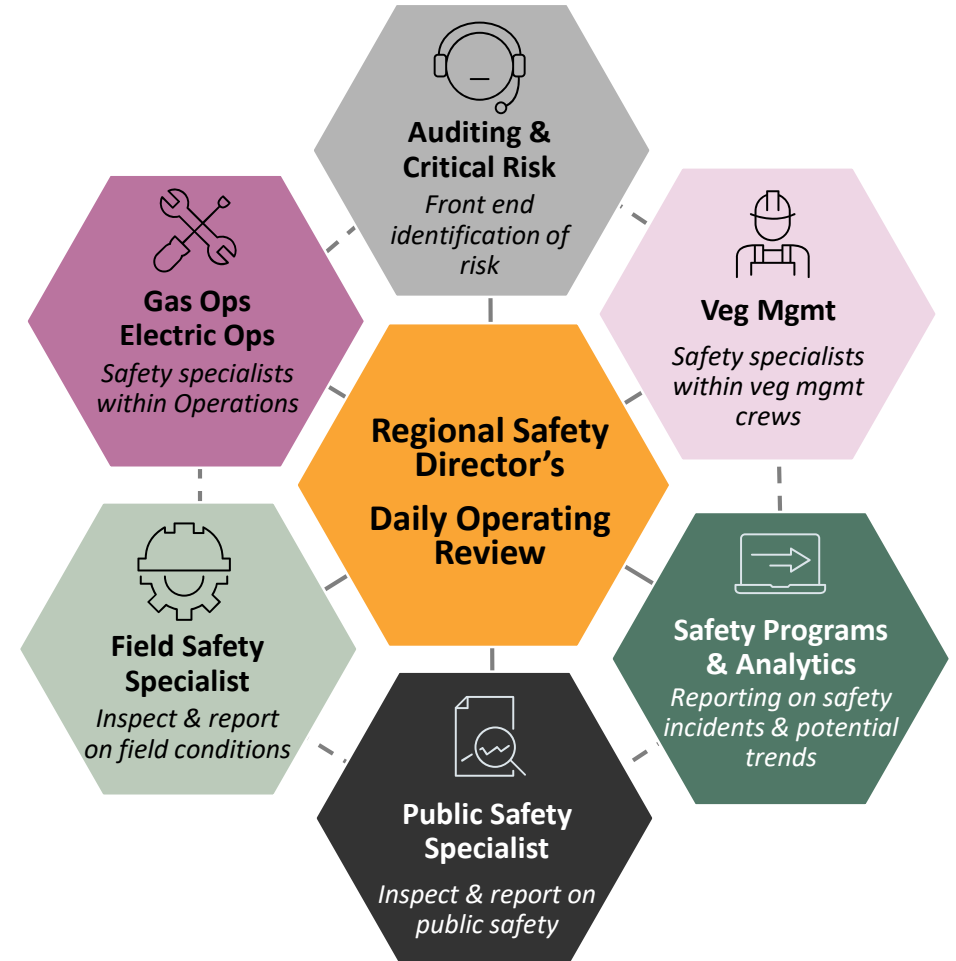 Auditing &
Critical Risk
Front end
identification of
risk
Gas Ops
Electric Ops
Safety specialists
within Operations
Veg Mgmt
Safety specialists
within veg mgmt
crews
Regional Safety
Director’s
Daily Operating
Review
Field Safety
Specialist
Inspect & report
on field conditions
Safety Programs
& Analytics
Reporting on safety
incidents & potential
trends
Public Safety
Specialist
Inspect & report on
public safety